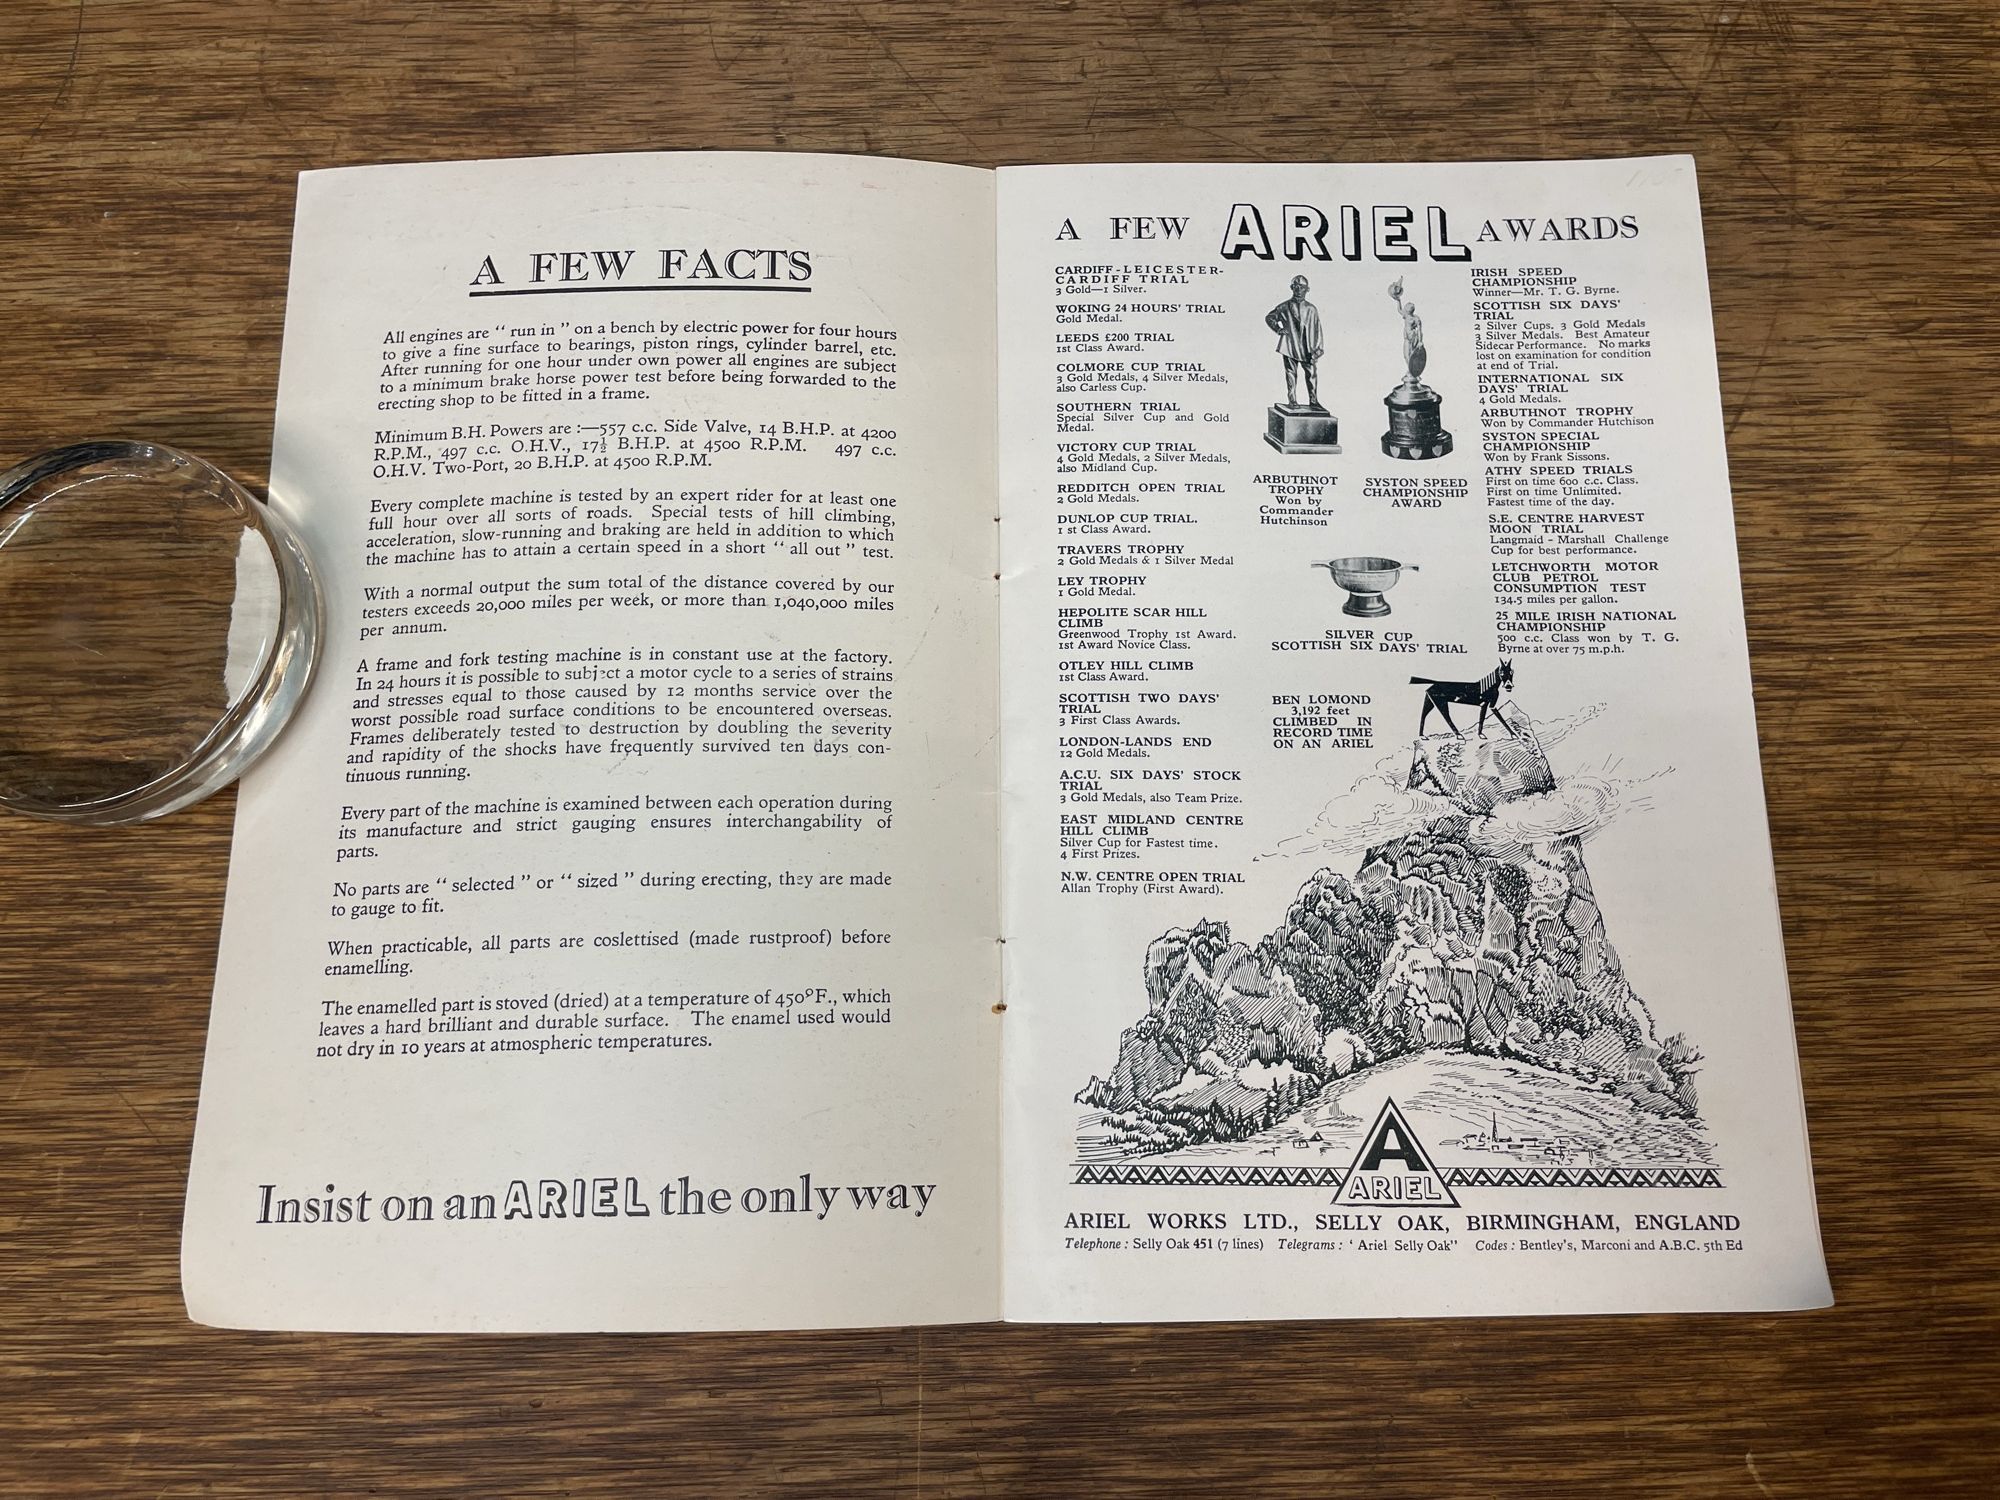 A FEW FACTS
All engines are “ run in ” on a bench by electric power for four hours
to give a fine surface to bearings, piston rings, cylinder barrel, etc.
After running for one hour under own power all engines are subject
to a minimum brake horse power test before being forwarded to the
erecting shop to be fitted in a frame.
Minimum B.H. Powers are :—557 c.c. Side Valve, 14 B.H.P. at 4200
R.P.M., 497 c.c. O.H.V., 17½ B.H.P. at 4500 R.P.M. 497 c.c.
O.H.V. Two-Port, 20 B.H.P. at 4500 R.P.M.
Every complete machine is tested by an expert rider for at least one
full hour over all sorts of roads. Special tests of hill climbing,
acceleration, slow-running and braking are held in addition to which
the machine has to attain a certain speed in a short “ all out ” test.
With a normal output the sum total of the distance covered by our
testers exceeds 20,000 miles per week, or more than 1,040,000 miles
per annum.
A frame and fork testing machine is in constant use at the factory.
In 24 hours it is possible to subject a motor cycle to a series of strains
and stresses equal to those caused by 12 months service over the
worst possible road surface conditions to be encountered overseas.
Frames deliberately tested to destruction by doubling the severity
and rapidity of the shocks have frequently survived ten days con-
tinuous running.
Every part of the machine is examined between each operation during
its manufacture and strict gauging ensures interchangability of
parts.
No parts are “ selected ” or “ sized ” during erecting, they are made
to gauge to fit.
When practicable, all parts are coslettised (made rustproof) before
enamelling.
The enamelled part is stoved (dried) at a temperature of 450°F., which
leaves a hard brilliant and durable surface. The enamel used would
not dry in 10 years at atmospheric temperatures.
Insist on an ARIEL the only way
A FEW ARIEL AWARDS
CARDIFF-LEICESTER-
CARDIFF TRIAL
3 Gold—1 Silver.
WOKING 24 HOURS' TRIAL
Gold Medal.
LEEDS £200 TRIAL
1st Class Award.
COLMORE CUP TRIAL
3 Gold Medals, 4 Silver Medals,
also Carless Cup.
SOUTHERN TRIAL
Special Silver Cup and Gold
Medal.
VICTORY CUP TRIAL
4 Gold Medals, 2 Silver Medals,
also Midland Cup.
REDDITCH OPEN TRIAL
2 Gold Medals.
DUNLOP CUP TRIAL.
1 st Class Award.
TRAVERS TROPHY
2 Gold Medals & 1 Silver Medal
LEY TROPHY
1 Gold Medal.
HEPOLITE SCAR HILL
CLIMB
Greenwood Trophy 1st Award.
1st Award Novice Class.
OTLEY HILL CLIMB
1st Class Award.
SCOTTISH TWO DAYS'
TRIAL
3 First Class Awards.
LONDON-LANDS END
12 Gold Medals.
A.C.U. SIX DAYS' STOCK
TRIAL
3 Gold Medals, also Team Prize.
EAST MIDLAND CENTRE
HILL CLIMB
Silver Cup for Fastest time.
4 First Prizes.
N.W. CENTRE OPEN TRIAL
Allan Trophy (First Award).
ARBUTHNOT
TROPHY
Won by
Commander
Hutchinson
SYSTON SPEED
CHAMPIONSHIP
AWARD
SILVER CUP
SCOTTISH SIX DAYS' TRIAL
BEN LOMOND
3,192 feet
CLIMBED IN
RECORD TIME
ON AN ARIEL
IRISH SPEED
CHAMPIONSHIP
Winner—Mr. T. G. Byrne.
SCOTTISH SIX DAYS'
TRIAL
2 Silver Cups. 3 Gold Medals
3 Silver Medals. Best Amateur
Sidecar Performance. No marks
lost on examination for condition
at end of Trial.
INTERNATIONAL SIX
DAYS' TRIAL
4 Gold Medals.
ARBUTHNOT TROPHY
Won by Commander Hutchison
SYSTON SPECIAL
CHAMPIONSHIP
Won by Frank Sissons.
ATHY SPEED TRIALS
First on time 600 c.c. Class.
First on time Unlimited.
Fastest time of the day.
S.E. CENTRE HARVEST
MOON TRIAL
Langmaid - Marshall Challenge
Cup for best performance.
LETCHWORTH MOTOR
CLUB PETROL
CONSUMPTION TEST
134.5 miles per gallon.
25 MILE IRISH NATIONAL
CHAMPIONSHIP
500 c.c. Class won by T. G.
Byrne at over 75 m.p.h.
A
ARIEL
ARIEL WORKS LTD., SELLY OAK, BIRMINGHAM, ENGLAND
Telephone : Selly Oak 451 (7 lines) Telegrams : ‘ Ariel Selly Oak” Codes : Bentley's, Marconi and A.B.C. 5th Ed